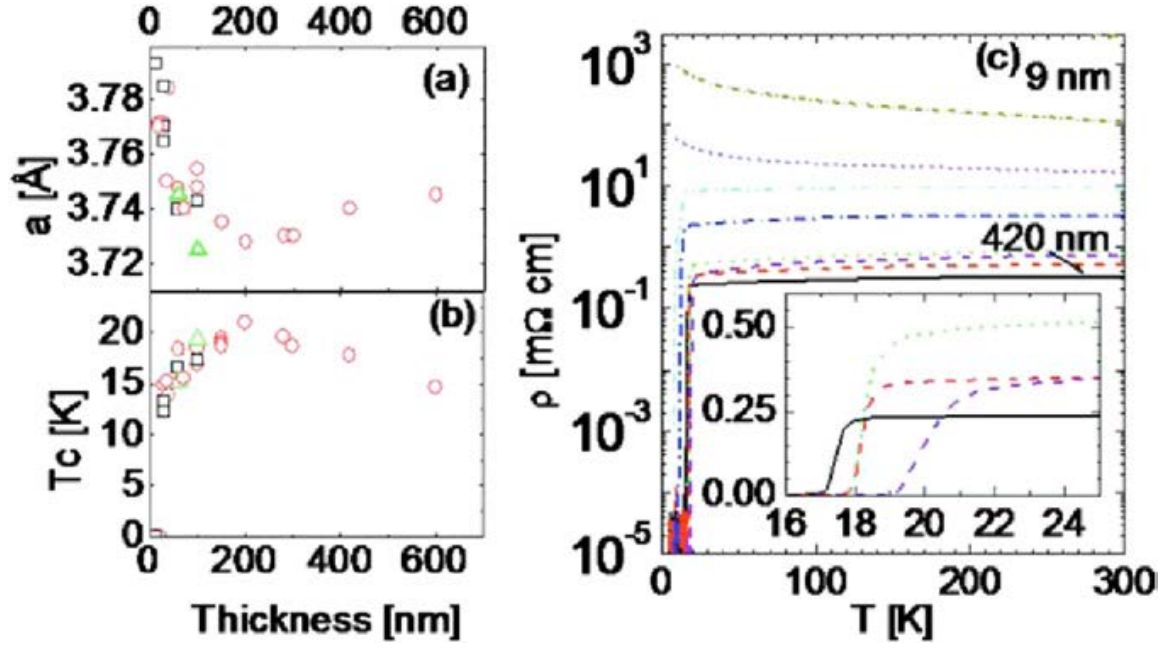 0 200 400 600
(a)
3.78
3.76
3.74
3.72
a [Å]
(b)
20
15
10
5
0
Tc [K]
0 200 400 600
Thickness [nm]
(c)
9 nm
10³
10¹
10⁻¹
10⁻³
10⁻⁵
ρ [mΩ cm]
420 nm
0.50
0.25
0.00
16 18 20 22 24
0 100 200 300
T [K]